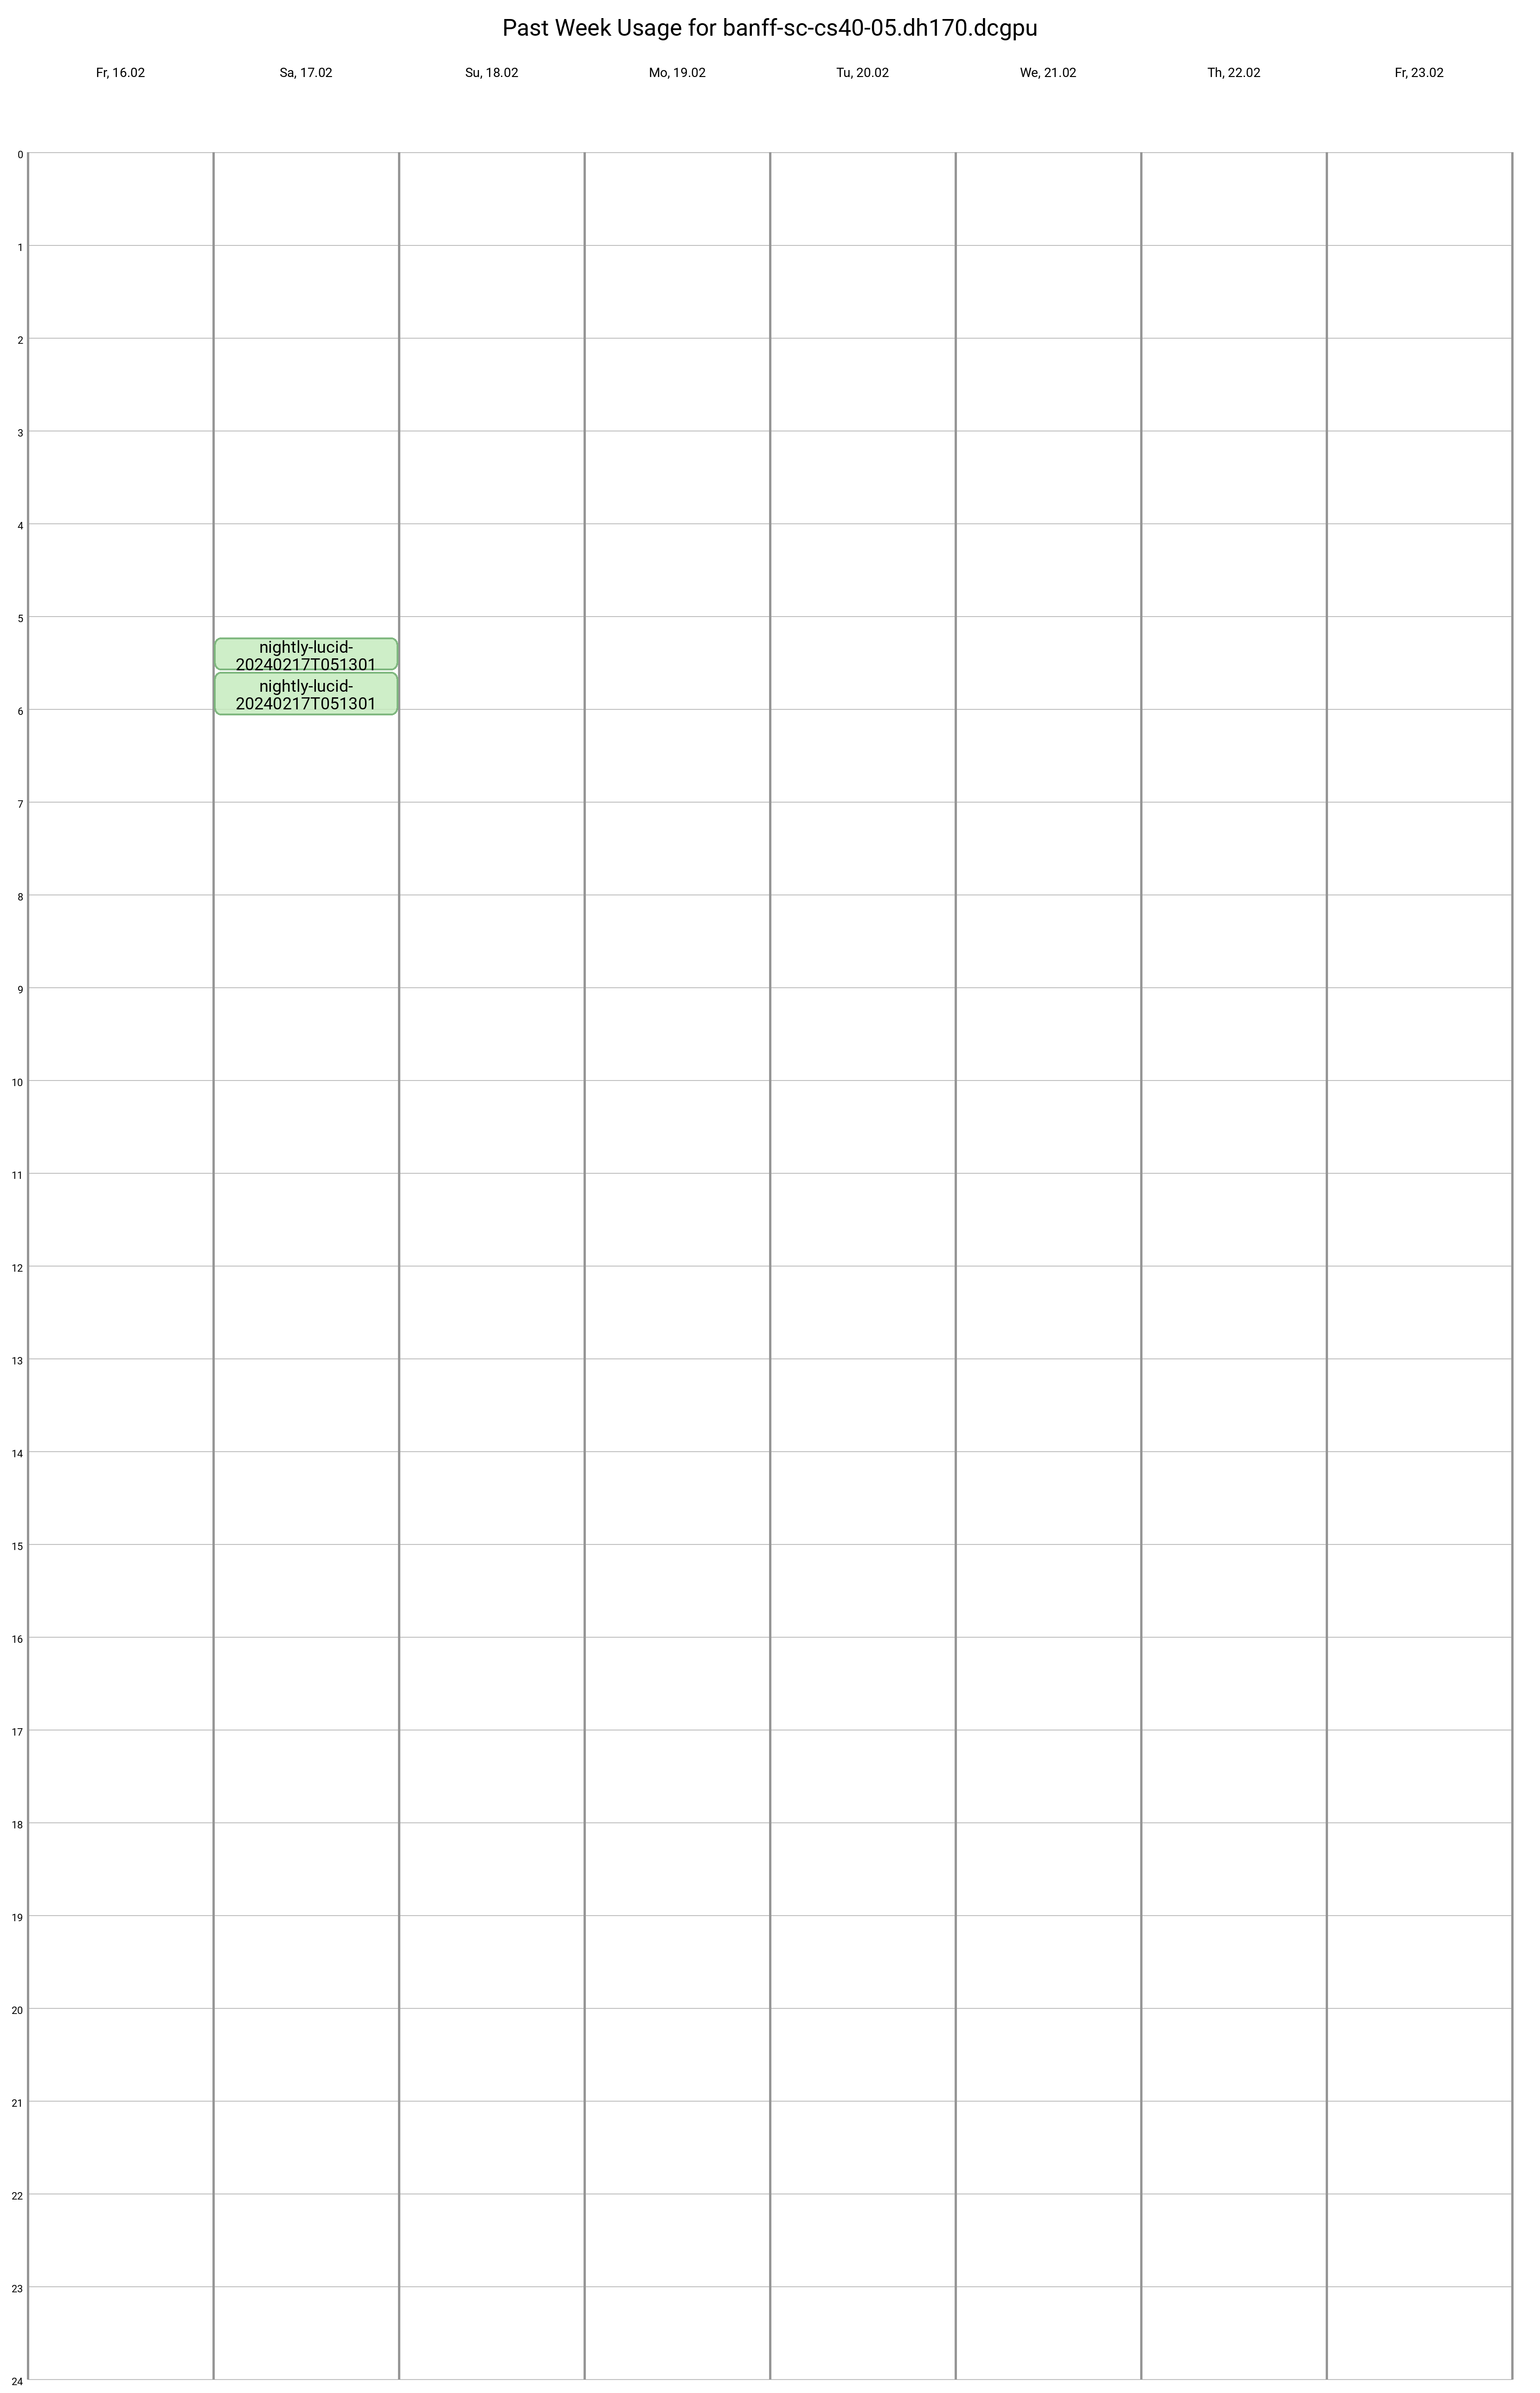 Past Week Usage for banff-sc-cs40-05.dh170.dcgpu
Fr, 16.02
Sa, 17.02
Su, 18.02
Mo, 19.02
Tu, 20.02
We, 21.02
Th, 22.02
Fr, 23.02
0
1
2
3
4
5
nightly-lucid-
20240217T051301
nightly-lucid-
20240217T051301
6
7
8
9
10
11
12
13
14
15
16
17
18
19
20
21
22
23
24